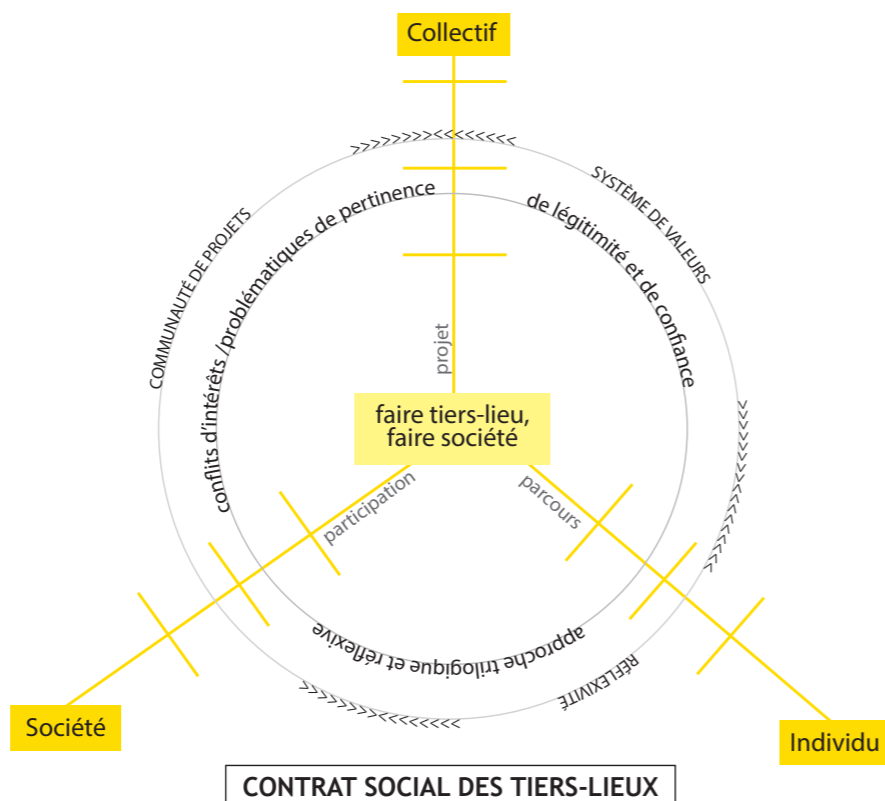 Collectif
>>>>>>>>><<<<<<<<<
COMMUNAUTÉ DE PROJETS
SYSTÈME DE VALEURS
conflits d'intérêts /problématiques de pertinence
de légitimité et de confiance
projet
faire tiers-lieu,
faire société
participation
parcours
approche trilogique et réflexive
RÉFLEXIVITÉ
Société
Individu
CONTRAT SOCIAL DES TIERS-LIEUX